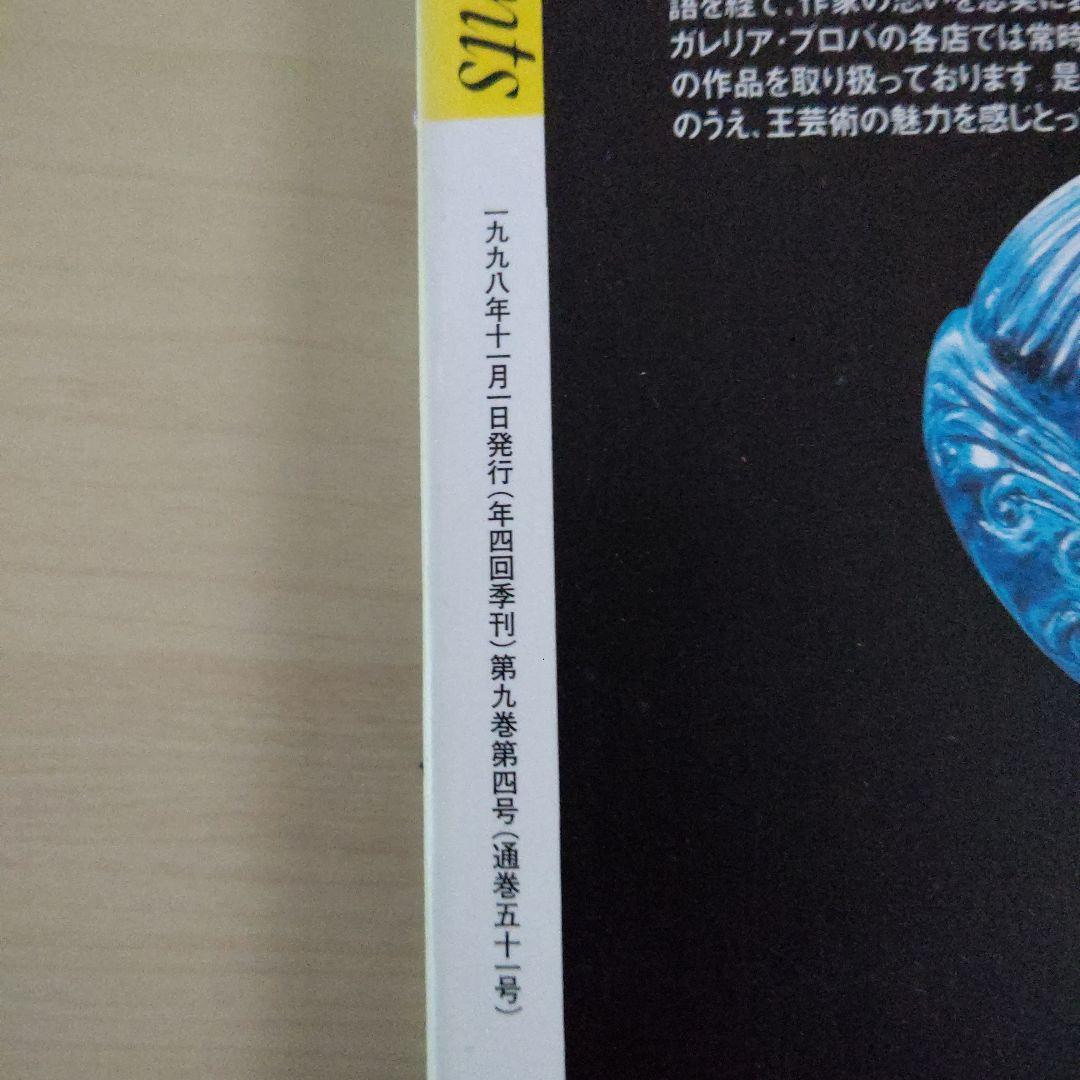 nts
語を経て、作家の思いを忠実に
ガレリア・プロバの各店では常時
の作品を取り扱っております。是
のうえ、王芸術の魅力を感じとっ
一九九八年十一月一日発行(年四回季刊)第九巻第四号(通巻五十一号)